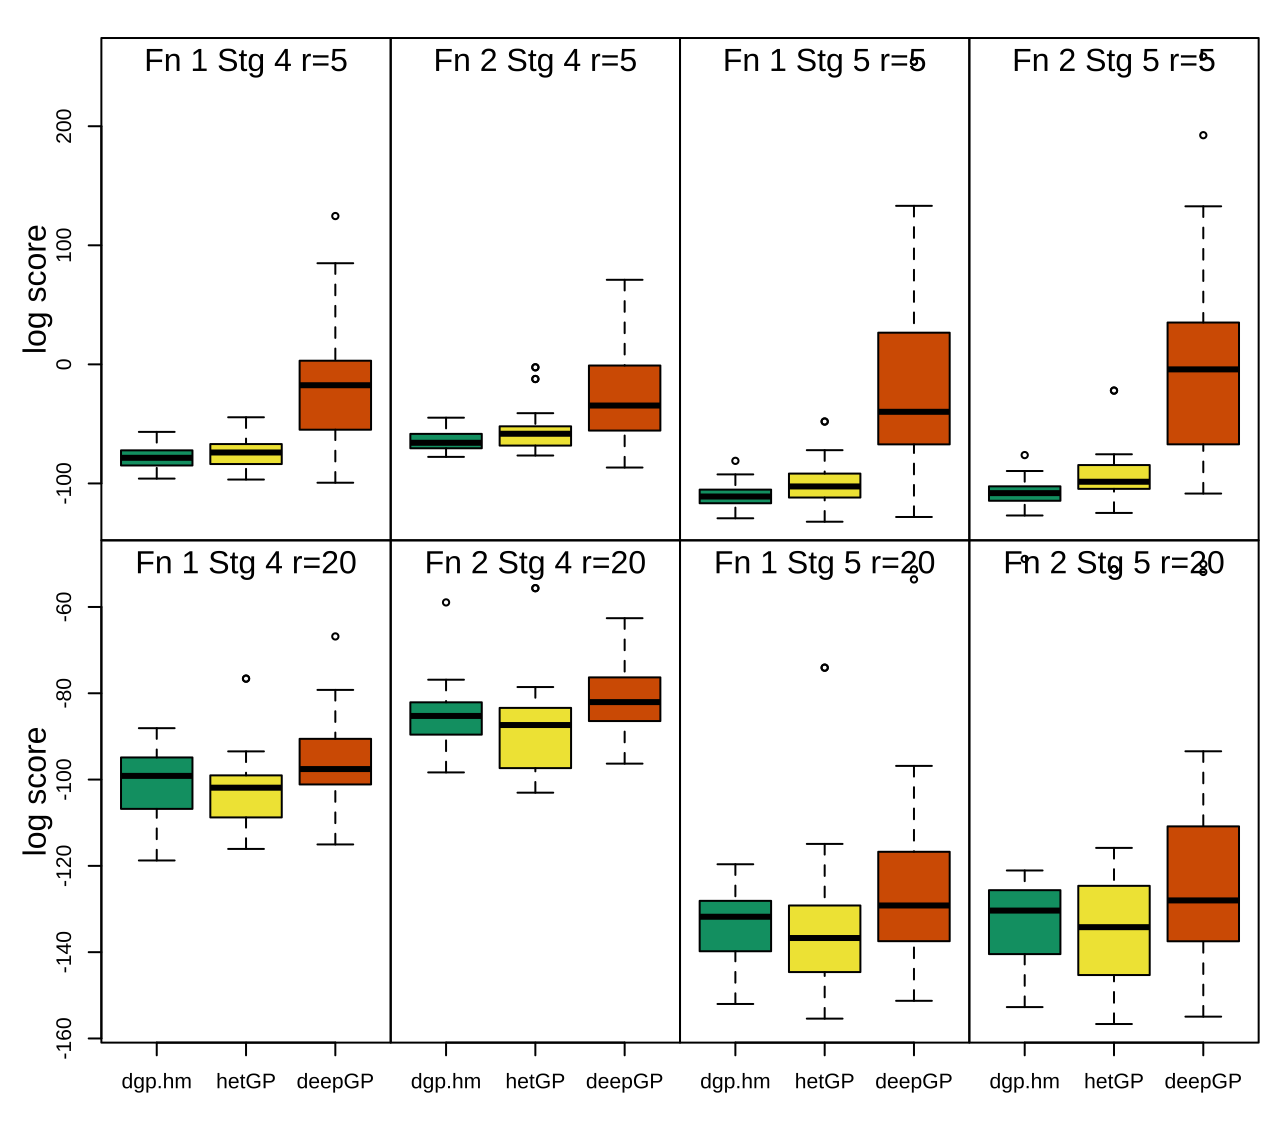 Fn 1 Stg 4 r=5
Fn 2 Stg 4 r=5
Fn 1 Stg 5 r=5
Fn 2 Stg 5 r=5
log score
200
100
0
-100
Fn 1 Stg 4 r=20
Fn 2 Stg 4 r=20
Fn 1 Stg 5 r=20
Fn 2 Stg 5 r=20
log score
-60
-80
-100
-120
-140
-160
dgp.hm hetGP deepGP
dgp.hm hetGP deepGP
dgp.hm hetGP deepGP
dgp.hm hetGP deepGP